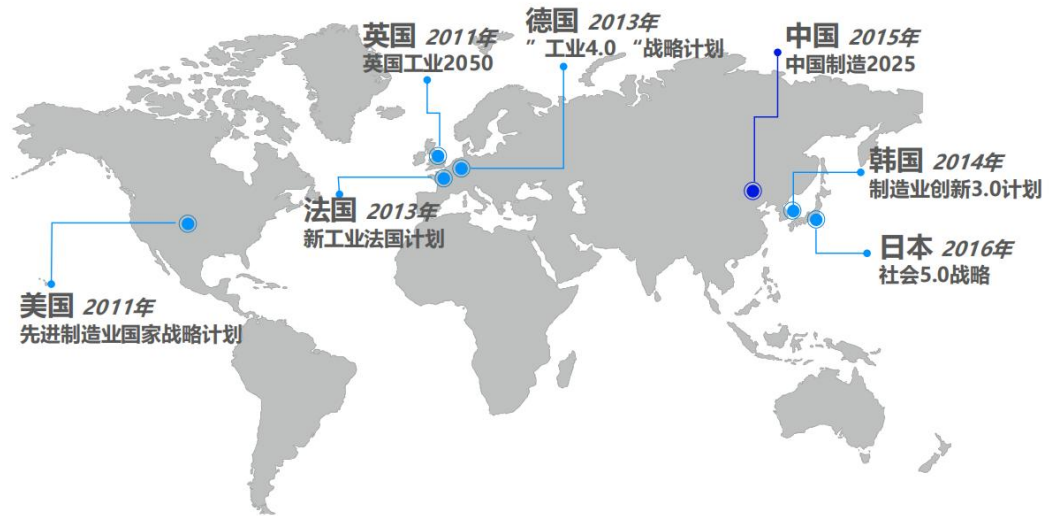 英国 2011年
英国工业2050
德国 2013年
”工业4.0 “战略计划
中国 2015年
中国制造2025
韩国 2014年
制造业创新3.0计划
法国 2013年
新工业法国计划
日本 2016年
社会5.0战略
美国 2011年
先进制造业国家战略计划